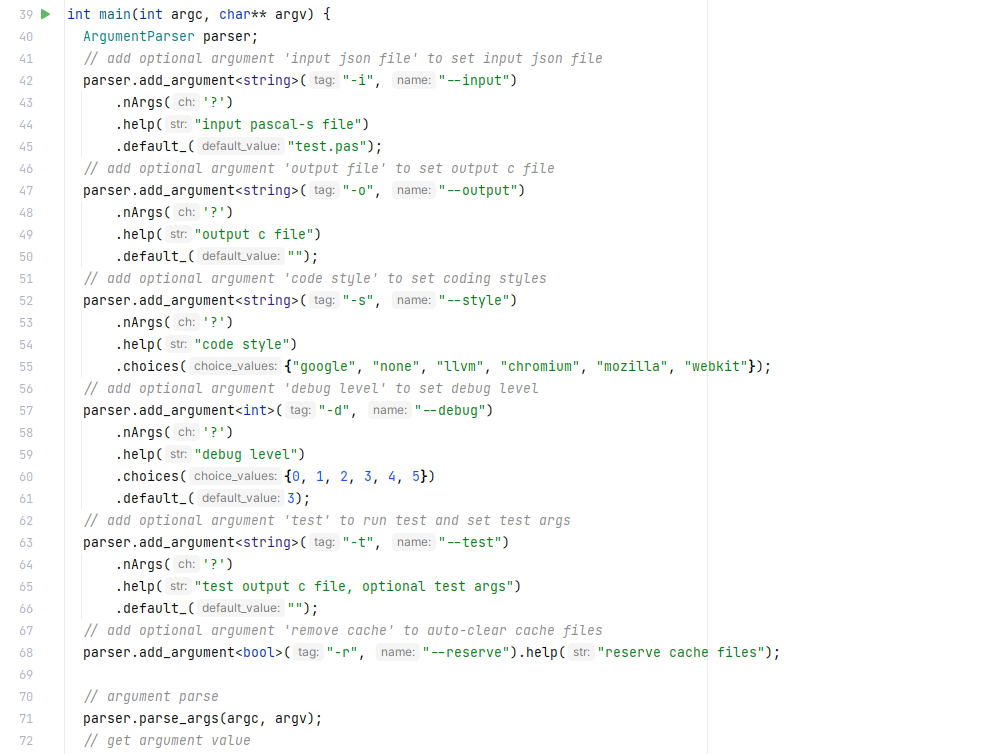 39 int main(int argc, char** argv) {
40   ArgumentParser parser;
41   // add optional argument 'input json file' to set input json file
42   parser.add_argument<string>( tag: "-i",  name: "--input")
43       .nArgs( ch: '?')
44       .help( str: "input pascal-s file")
45       .default_( default_value: "test.pas");
46   // add optional argument 'output file' to set output c file
47   parser.add_argument<string>( tag: "-o",  name: "--output")
48       .nArgs( ch: '?')
49       .help( str: "output c file")
50       .default_( default_value: "");
51   // add optional argument 'code style' to set coding styles
52   parser.add_argument<string>( tag: "-s",  name: "--style")
53       .nArgs( ch: '?')
54       .help( str: "code style")
55       .choices( choice_values: {"google", "none", "llvm", "chromium", "mozilla", "webkit"});
56   // add optional argument 'debug level' to set debug level
57   parser.add_argument<int>( tag: "-d",  name: "--debug")
58       .nArgs( ch: '?')
59       .help( str: "debug level")
60       .choices( choice_values: {0, 1, 2, 3, 4, 5})
61       .default_( default_value: 3);
62   // add optional argument 'test' to run test and set test args
63   parser.add_argument<string>( tag: "-t",  name: "--test")
64       .nArgs( ch: '?')
65       .help( str: "test output c file, optional test args")
66       .default_( default_value: "");
67   // add optional argument 'remove cache' to auto-clear cache files
68   parser.add_argument<bool>( tag: "-r",  name: "--reserve").help( str: "reserve cache files");
69
70   // argument parse
71   parser.parse_args(argc, argv);
72   // get argument value